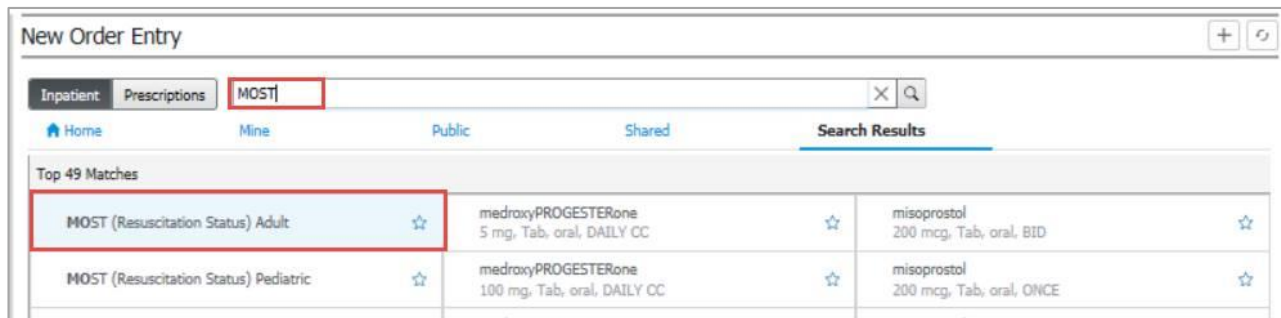 New Order Entry
Inpatient Prescriptions MOST
Home Mine Public Shared Search Results
Top 49 Matches
MOST (Resuscitation Status) Adult
medroxyPROGESTERone
5 mg, Tab, oral, DAILY CC
misoprostol
200 mcg, Tab, oral, BID
MOST (Resuscitation Status) Pediatric
medroxyPROGESTERone
100 mg, Tab, oral, DAILY CC
misoprostol
200 mcg, Tab, oral, ONCE